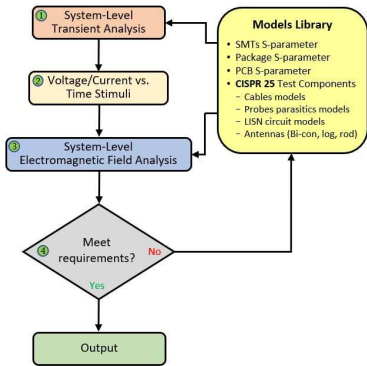 1
System-Level
Transient Analysis
2
Voltage/Current vs.
Time Stimuli
3
System-Level
Electromagnetic Field Analysis
4
Meet
requirements?
No
Yes
Output
Models Library
• SMTs S-parameter
• Package S-parameter
• PCB S-parameter
• CISPR 25 Test Components
– Cables models
– Probes parasitics models
– LISN circuit models
– Antennas (Bi-con, log, rod)